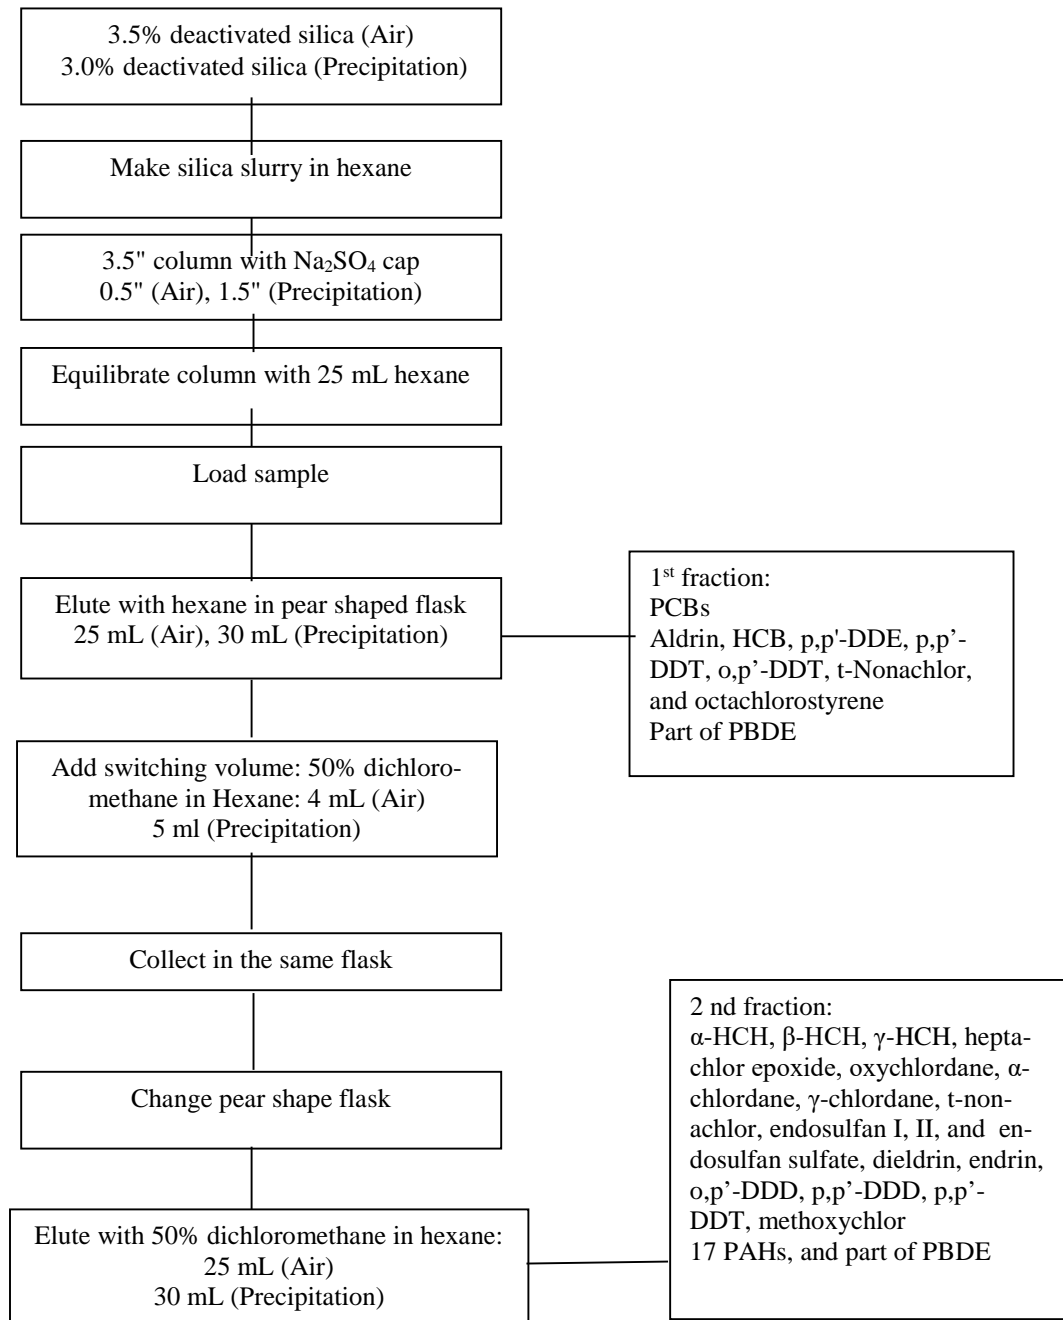 3.5% deactivated silica (Air)
3.0% deactivated silica (Precipitation)
Make silica slurry in hexane
3.5" column with Na₂SO₄ cap
0.5" (Air), 1.5" (Precipitation)
Equilibrate column with 25 mL hexane
Load sample
Elute with hexane in pear shaped flask
25 mL (Air), 30 mL (Precipitation)
1st fraction:
PCBs
Aldrin, HCB, p,p'-DDE, p,p’-
DDT, o,p’-DDT, t-Nonachlor,
and octachlorostyrene
Part of PBDE
Add switching volume: 50% dichloro-
methane in Hexane: 4 mL (Air)
5 ml (Precipitation)
Collect in the same flask
Change pear shape flask
Elute with 50% dichloromethane in hexane:
25 mL (Air)
30 mL (Precipitation)
2 nd fraction:
α-HCH, β-HCH, γ-HCH, hepta-
chlor epoxide, oxychlordane, α-
chlordane, γ-chlordane, t-non-
achlor, endosulfan I, II, and en-
dosulfan sulfate, dieldrin, endrin,
o,p’-DDD, p,p’-DDD, p,p’-
DDT, methoxychlor
17 PAHs, and part of PBDE